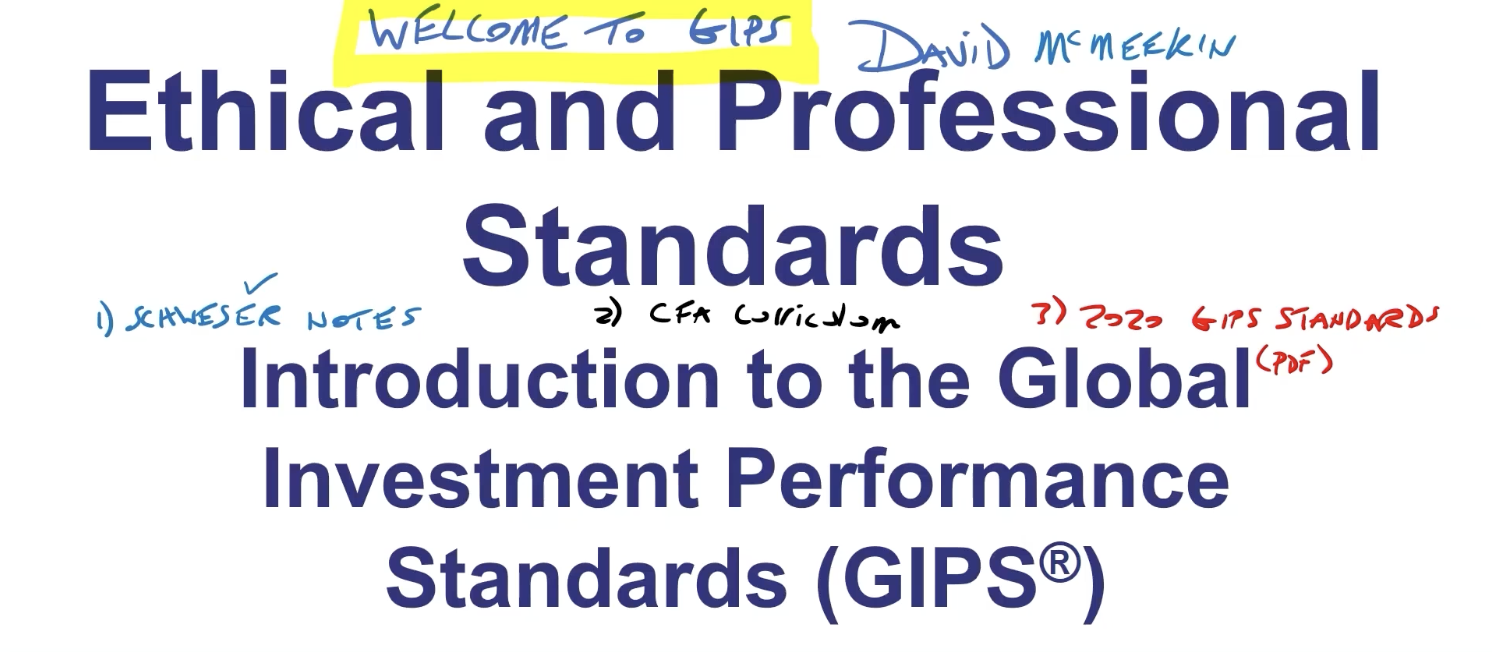 WELCOME TO GIPS DAVID MCMEEKIN
Ethical and Professional
Standards
1) SCHWESER NOTES 2) CFA Curriculum 3) 2020 GIPS STANDARDS
(PDF)
Introduction to the Global
Investment Performance
Standards (GIPS®)